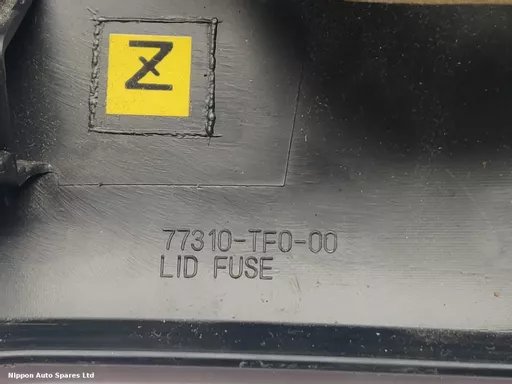 Z
77310-TF0-00
LID FUSE
Nippon Auto Spares Ltd